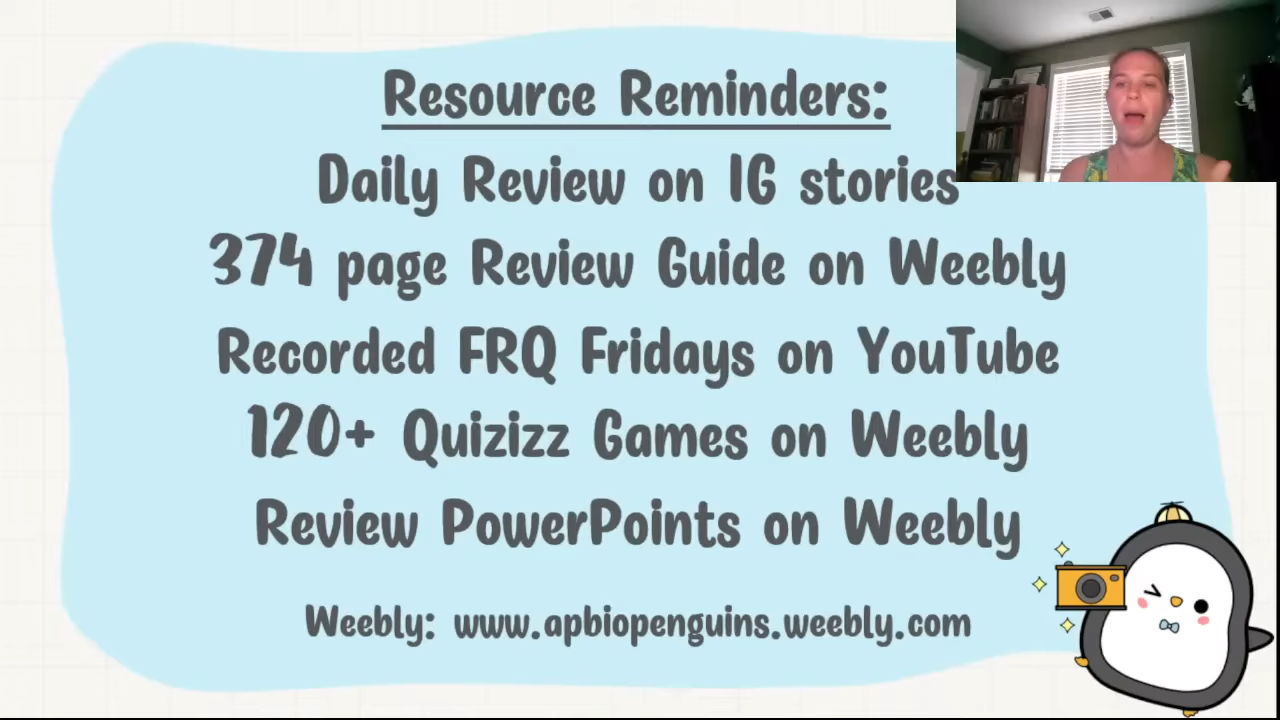 Resource Reminders:
Daily Review on IG stories
374 page Review Guide on Weebly
Recorded FRQ Fridays on YouTube
120+ Quizizz Games on Weebly
Review PowerPoints on Weebly
Weebly: www.apbiopenguins.weebly.com